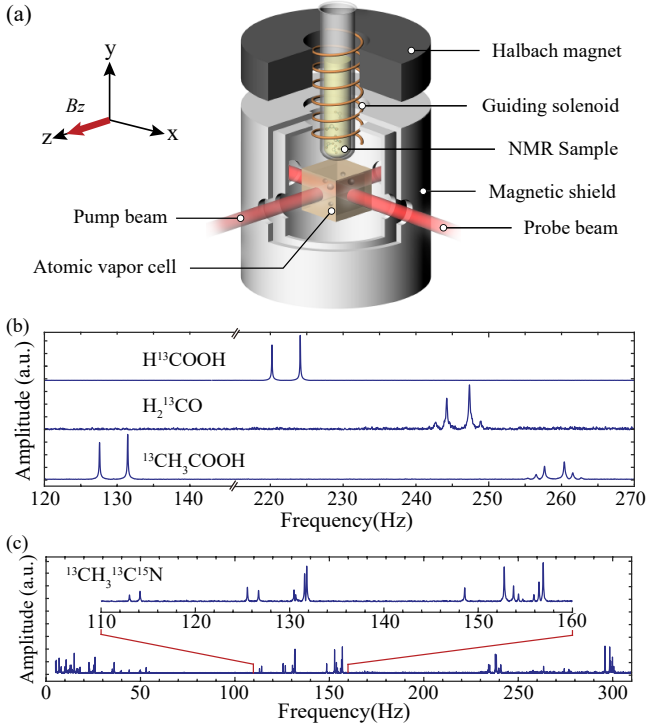 (a)
y
Bz
z
x
Halbach magnet
Guiding solenoid
NMR Sample
Magnetic shield
Pump beam
Probe beam
Atomic vapor cell
(b)
Amplitude (a.u.)
H¹³COOH
H₂¹³CO
¹³CH₃COOH
120 130 140 220 230 240 250 260 270
Frequency(Hz)
(c)
Amplitude (a.u.)
¹³CH₃¹³C¹⁵N
110 120 130 140 150 160
0 50 100 150 200 250 300
Frequency (Hz)